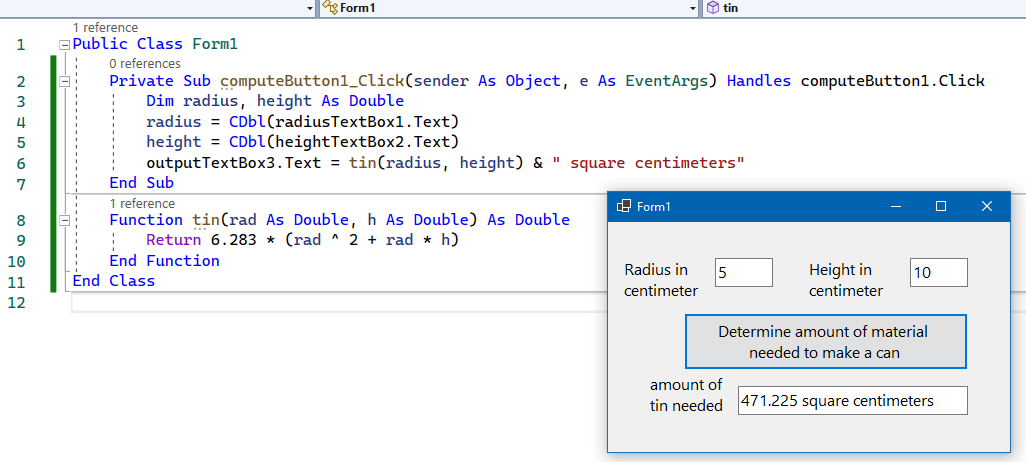 Form1 tin
1 reference
1 Public Class Form1
0 references
2 Private Sub computeButton1_Click(sender As Object, e As EventArgs) Handles computeButton1.Click
3 Dim radius, height As Double
4 radius = CDbl(radiusTextBox1.Text)
5 height = CDbl(heightTextBox2.Text)
6 outputTextBox3.Text = tin(radius, height) & " square centimeters"
7 End Sub
1 reference
8 Function tin(rad As Double, h As Double) As Double
9 Return 6.283 * (rad ^ 2 + rad * h)
10 End Function
11 End Class
12
Form1
Radius in
centimeter
5
Height in
centimeter
10
Determine amount of material
needed to make a can
amount of
tin needed
471.225 square centimeters